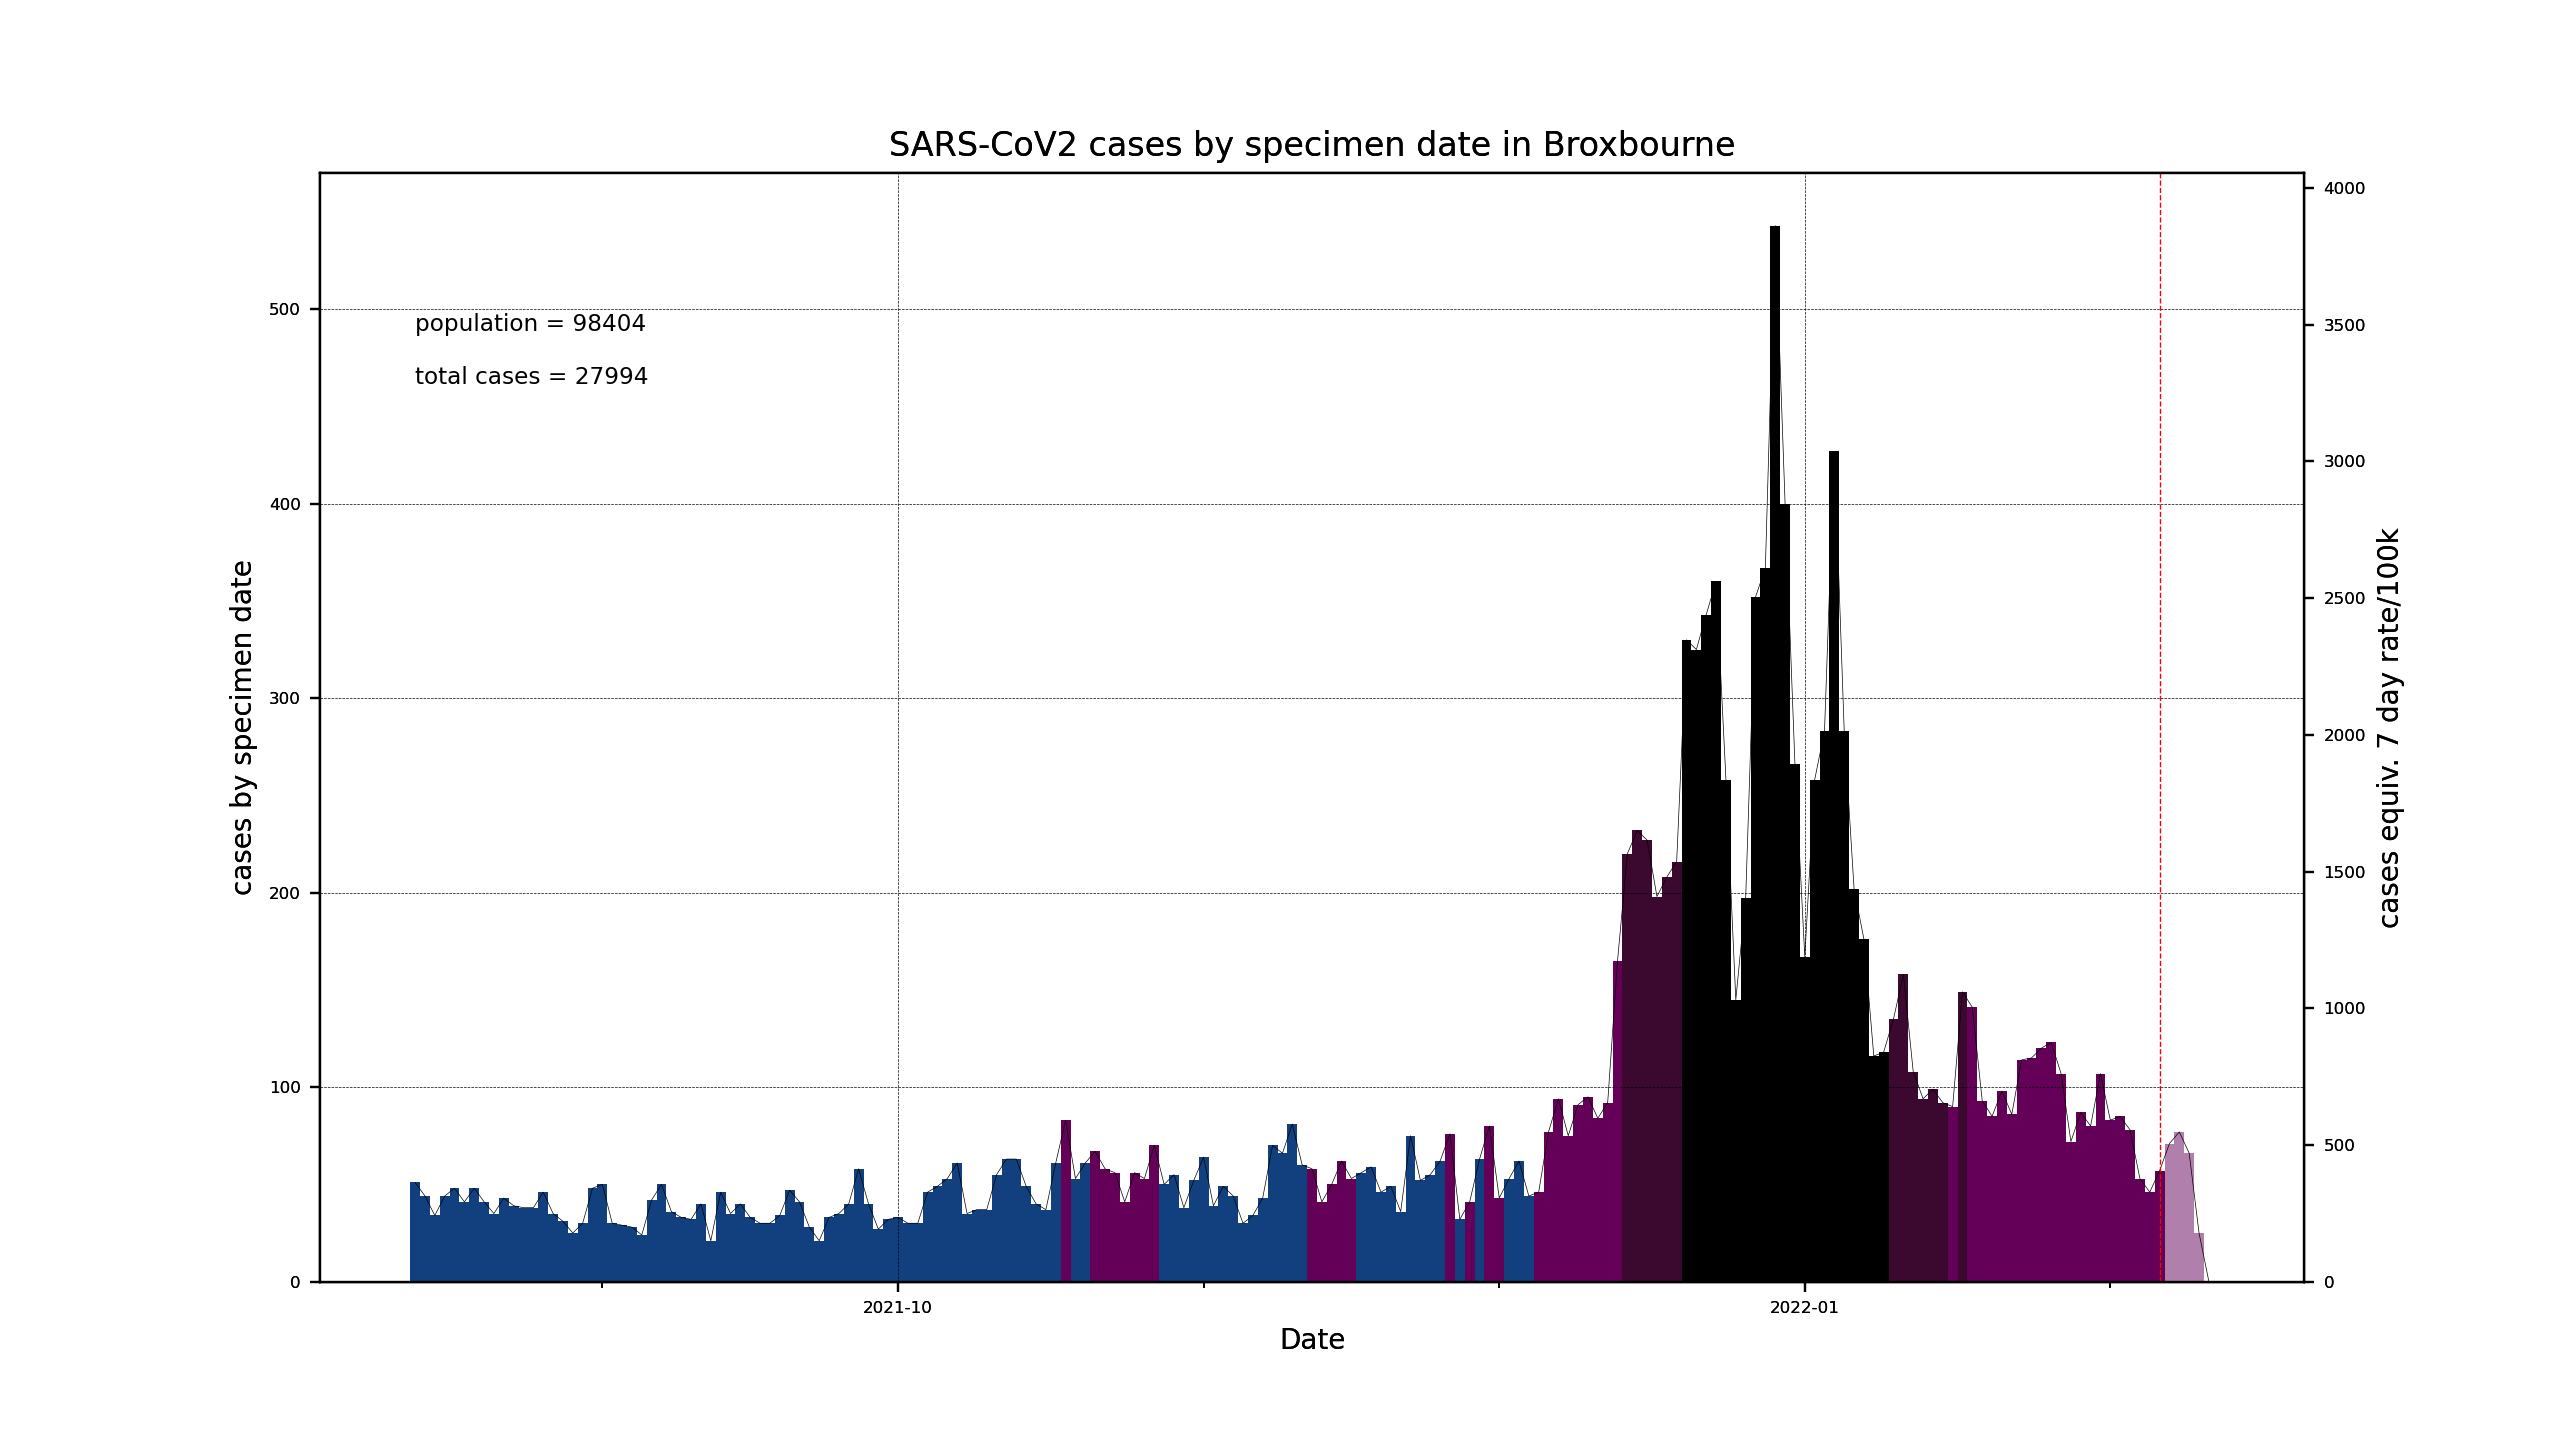 SARS-CoV2 cases by specimen date in Broxbourne
population = 98404
total cases = 27994
cases by specimen date
500
400
300
200
100
0
4000
3500
3000
2500
2000
1500
1000
500
0
cases equiv. 7 day rate/100k
2021-10
2022-01
Date